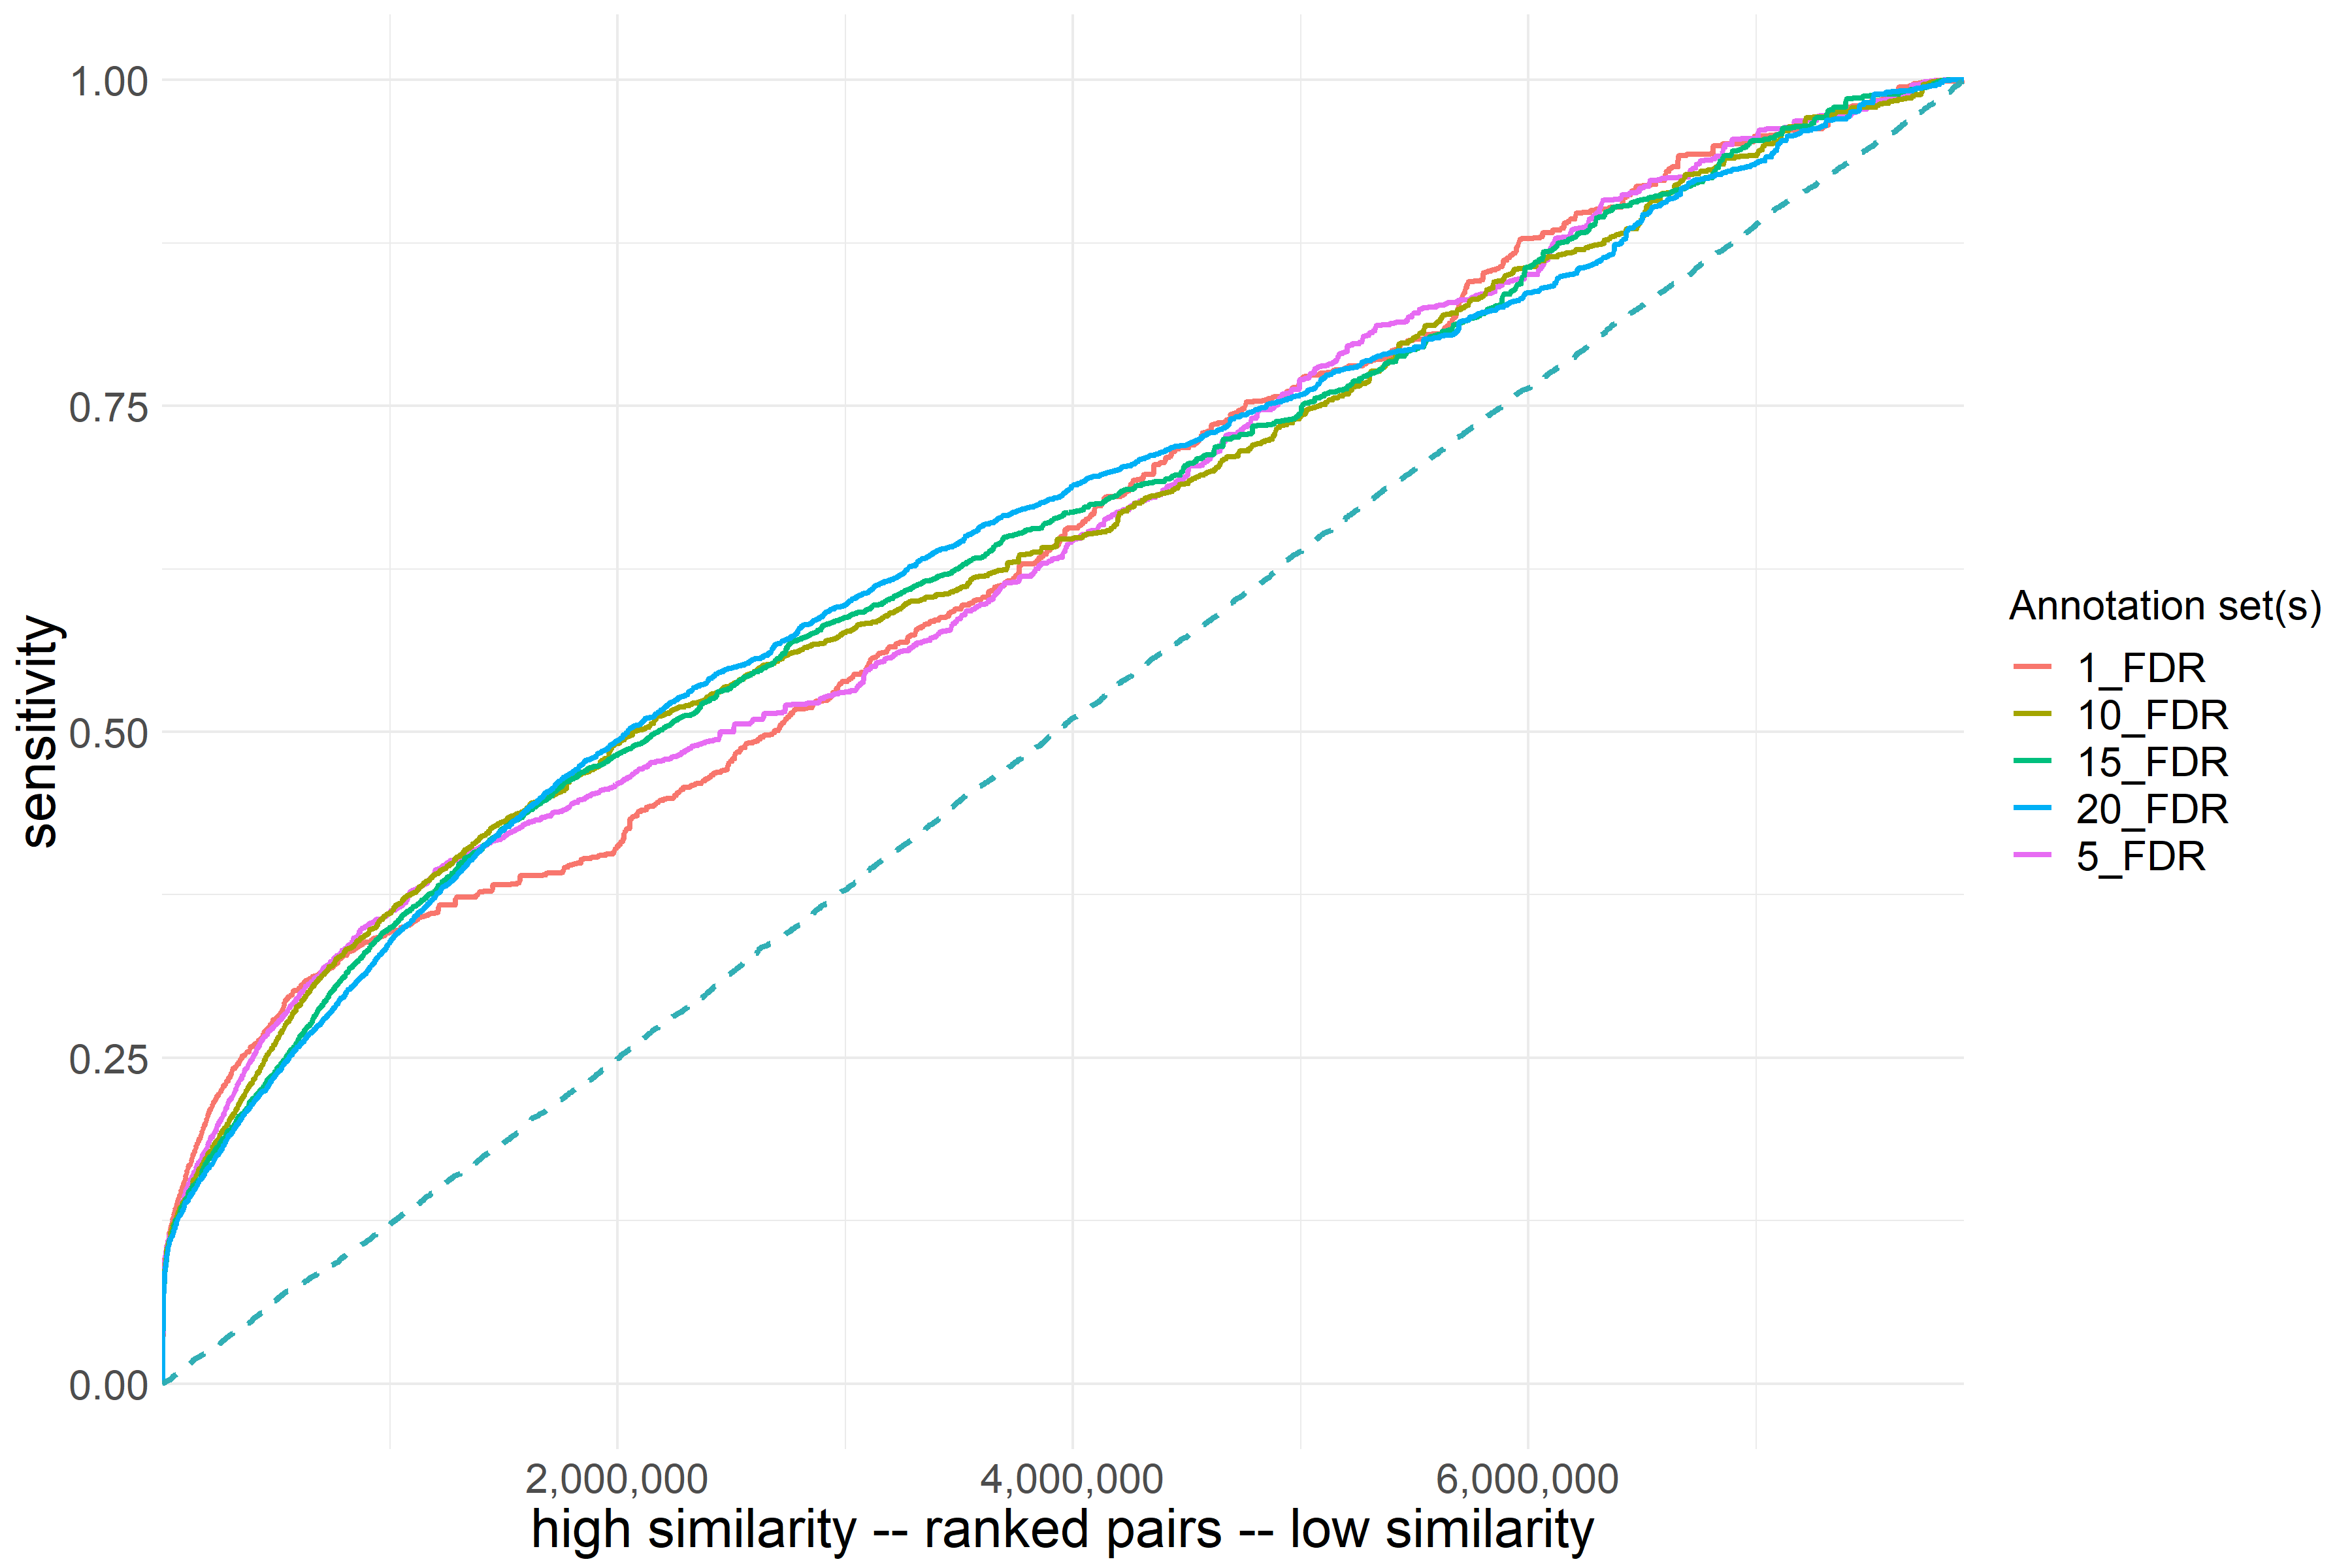 1.00
0.75
0.50
0.25
0.00
sensitivity
2,000,000
4,000,000
6,000,000
high similarity -- ranked pairs -- low similarity
Annotation set(s)
1_FDR
10_FDR
15_FDR
20_FDR
5_FDR